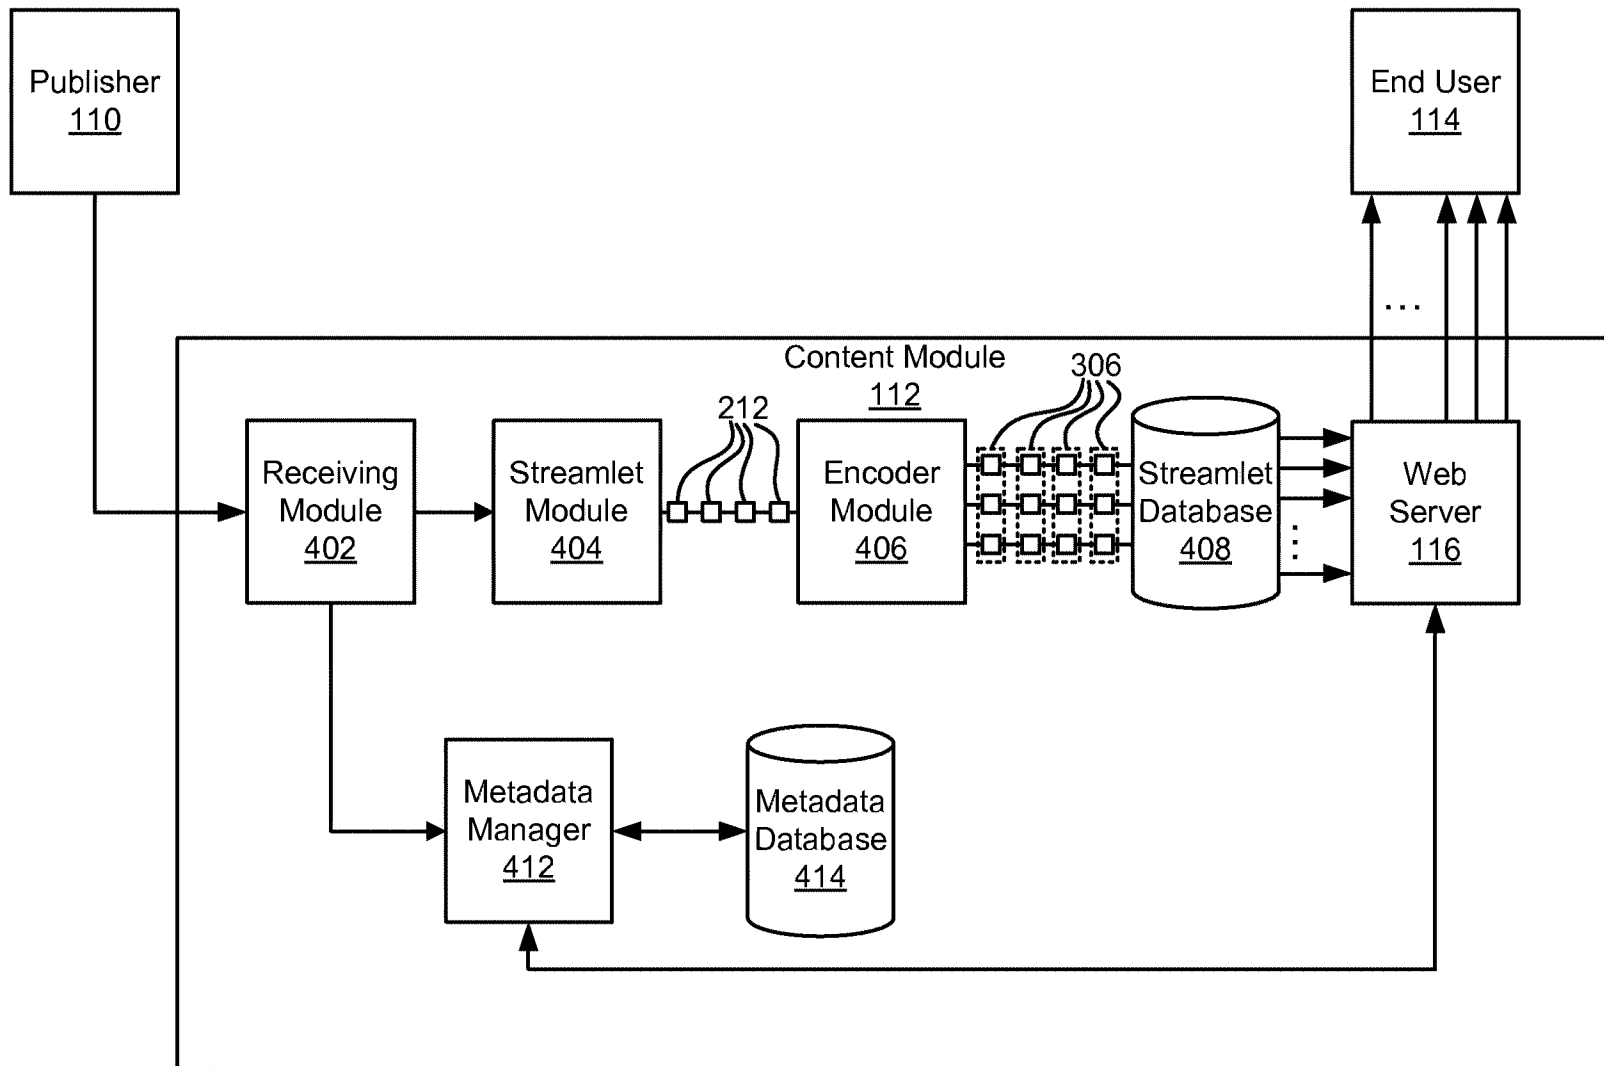 Publisher
110
End User
114
...
Content Module
112
306
212
Receiving
Module
402
Streamlet
Module
404
Encoder
Module
406
Streamlet
Database
408
Web
Server
116
Metadata
Manager
412
Metadata
Database
414